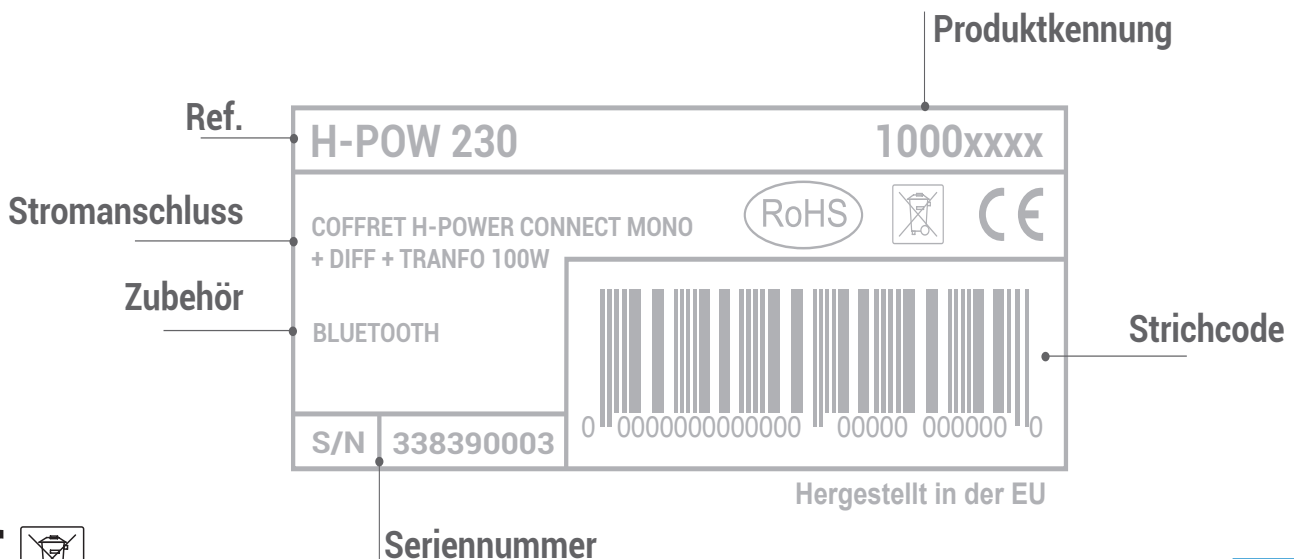 Produktkennung
Ref.
H-POW 230
1000xxxx
Stromanschluss
COFFRET H-POWER CONNECT MONO
+ DIFF + TRANFO 100W
RoHS
CE
Zubehör
BLUETOOTH
Strichcode
0 0000000000000 00000 000000 0
S/N 338390003
Hergestellt in der EU
Seriennummer